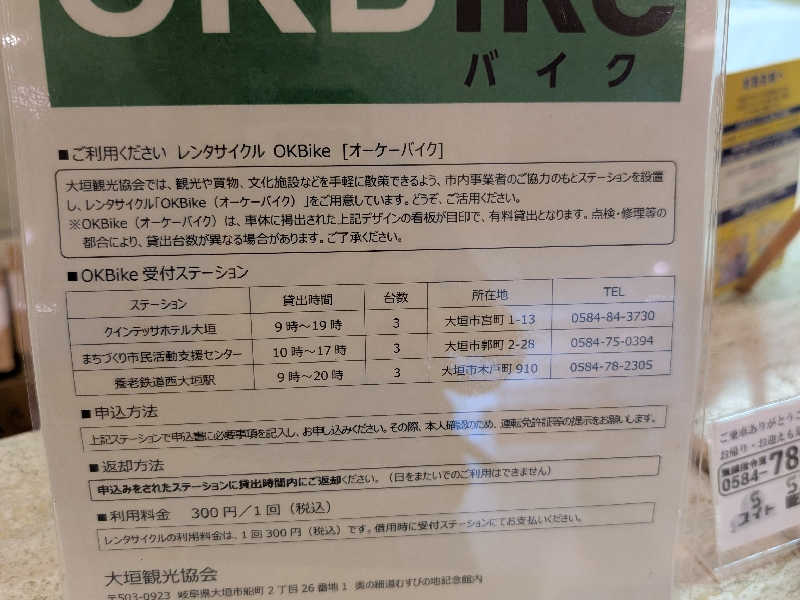 OKBike
バイク
■ご利用ください レンタサイクル OKBike [オーケーバイク]
大垣観光協会では、観光や買物、文化施設などを手軽に散策できるよう、市内事業者のご協力のもとステーションを設置
し、レンタサイクル「OKBike（オーケーバイク）」をご用意しています。どうぞ、ご活用ください。
※OKBike（オーケーバイク）は、車体に掲出された上記デザインの看板が目印で、有料貸出となります。点検・修理等の
都合により、貸出台数が異なる場合があります。ご了承ください。
■OKBike 受付ステーション
ステーション 貸出時間 台数 所在地 TEL
クインテッサホテル大垣 9時～19時 3 大垣市宮町 1-13 0584-84-3730
まちづくり市民活動支援センター 10時～17時 3 大垣市郭町 2-28 0584-75-0394
養老鉄道西大垣駅 9時～20時 3 大垣市木戸町 910 0584-78-2305
■申込方法
上記ステーションで申込書に必要事項を記入し、お申し込みください。その際、本人確認のため、運転免許証等の提示をお願いします。
■返却方法
申込みをされたステーションに貸出時間内にご返却ください。（日をまたいでのご利用はできません）
■利用料金 300円／1回（税込）
レンタサイクルの利用料金は、1回300円（税込）です。借用時に受付ステーションにてお支払いください。
大垣観光協会
〒503-0923 岐阜県大垣市船町2丁目26番地1 奥の細道むすびの地記念館内
ご乗車ありがとうご
お帰り・お迎えも
0584-78
スイト